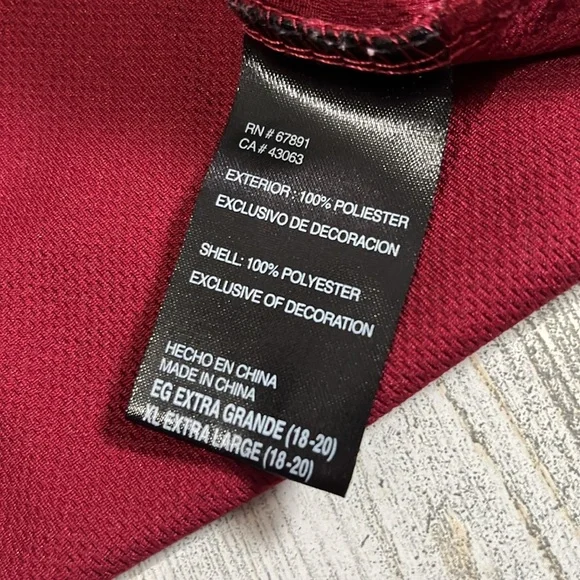 RN # 67891
CA # 43063
EXTERIOR : 100% POLIESTER
EXCLUSIVO DE DECORACION
SHELL: 100% POLYESTER
EXCLUSIVE OF DECORATION
HECHO EN CHINA
MADE IN CHINA
EG EXTRA GRANDE (18-20)
XL EXTRA LARGE (18-20)